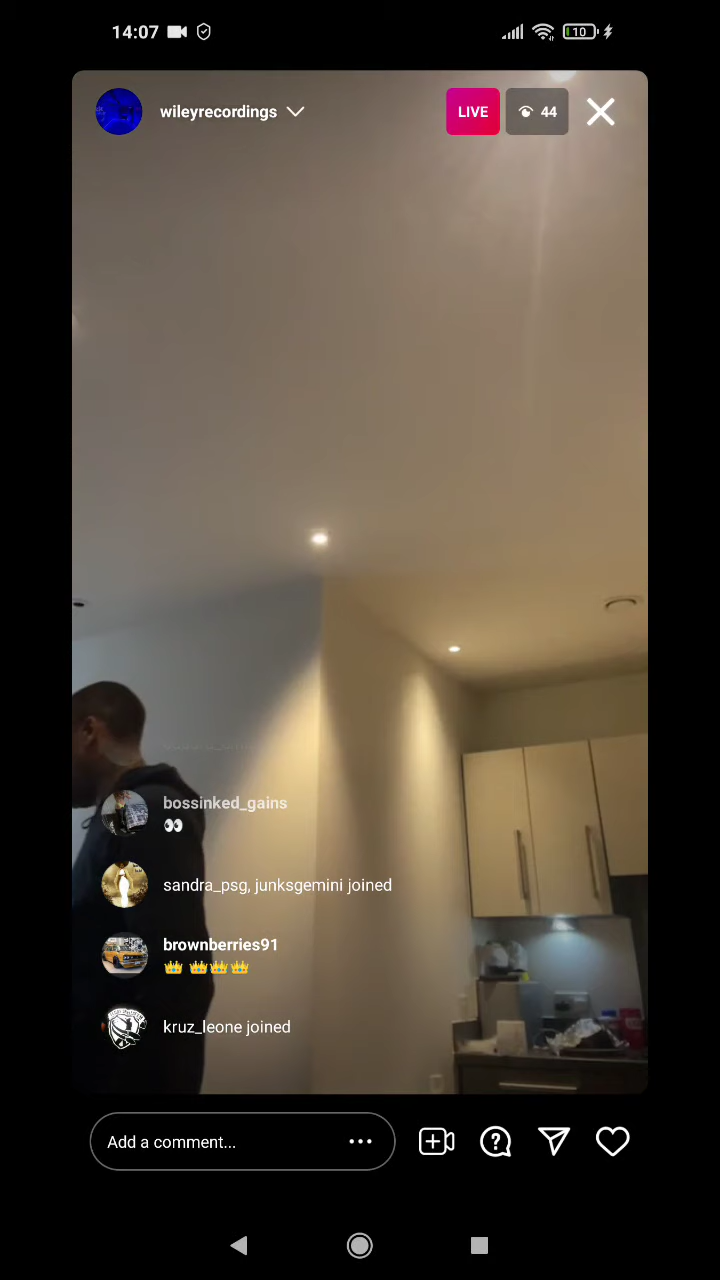 14:07
10
wileyrecordings
LIVE
44
bossinked_gains
👀
sandra_psg, junksgemini joined
brownberries91
👑 👑👑👑
kruz_leone joined
Add a comment...